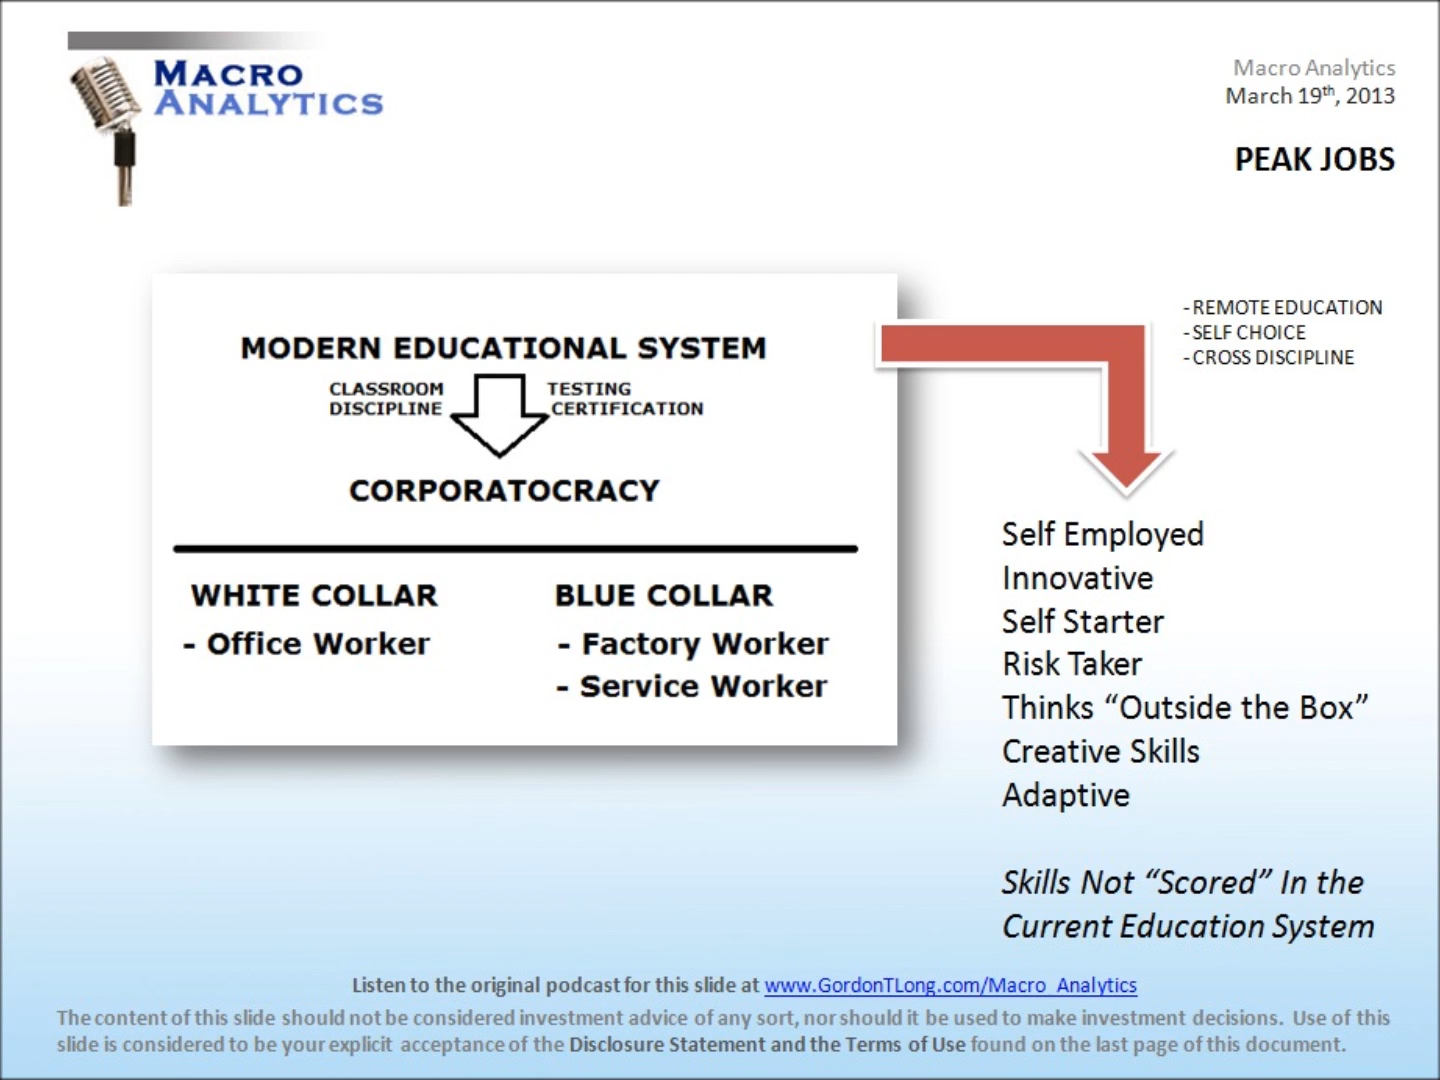 MACRO
ANALYTICS
Macro Analytics
March 19th, 2013
PEAK JOBS
MODERN EDUCATIONAL SYSTEM
CLASSROOM TESTING
DISCIPLINE CERTIFICATION
CORPORATOCRACY
WHITE COLLAR
- Office Worker
BLUE COLLAR
- Factory Worker
- Service Worker
- REMOTE EDUCATION
- SELF CHOICE
- CROSS DISCIPLINE
Self Employed
Innovative
Self Starter
Risk Taker
Thinks “Outside the Box”
Creative Skills
Adaptive
Skills Not “Scored” In the
Current Education System
Listen to the original podcast for this slide at www.GordonTLong.com/Macro_Analytics
The content of this slide should not be considered investment advice of any sort, nor should it be used to make investment decisions. Use of this
slide is considered to be your explicit acceptance of the Disclosure Statement and the Terms of Use found on the last page of this document.